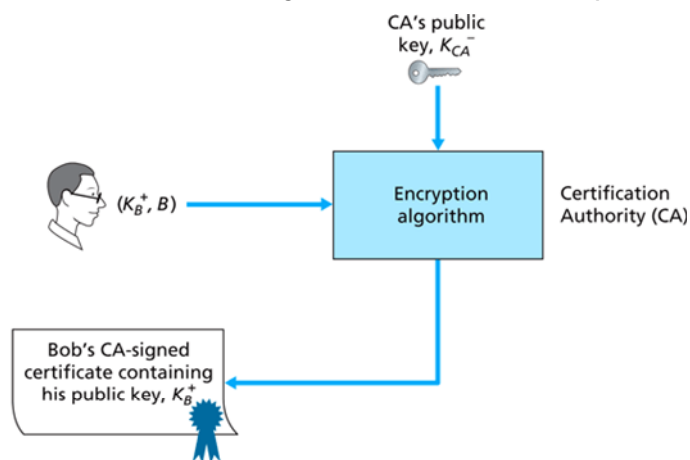 CA's public
key, K_CA^−
(K_B^+, B)
Encryption
algorithm
Certification
Authority (CA)
Bob's CA-signed
certificate containing
his public key, K_B^+